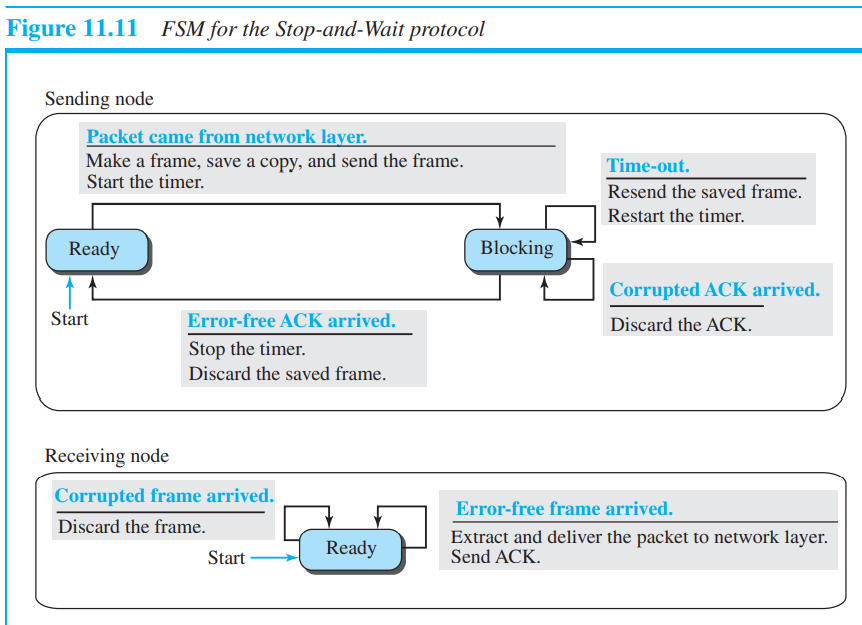 Figure 11.11 FSM for the Stop-and-Wait protocol
Sending node
Packet came from network layer.
Make a frame, save a copy, and send the frame.
Start the timer.
Time-out.
Resend the saved frame.
Restart the timer.
Ready
Blocking
Start
Error-free ACK arrived.
Stop the timer.
Discard the saved frame.
Corrupted ACK arrived.
Discard the ACK.
Receiving node
Corrupted frame arrived.
Discard the frame.
Start
Ready
Error-free frame arrived.
Extract and deliver the packet to network layer.
Send ACK.